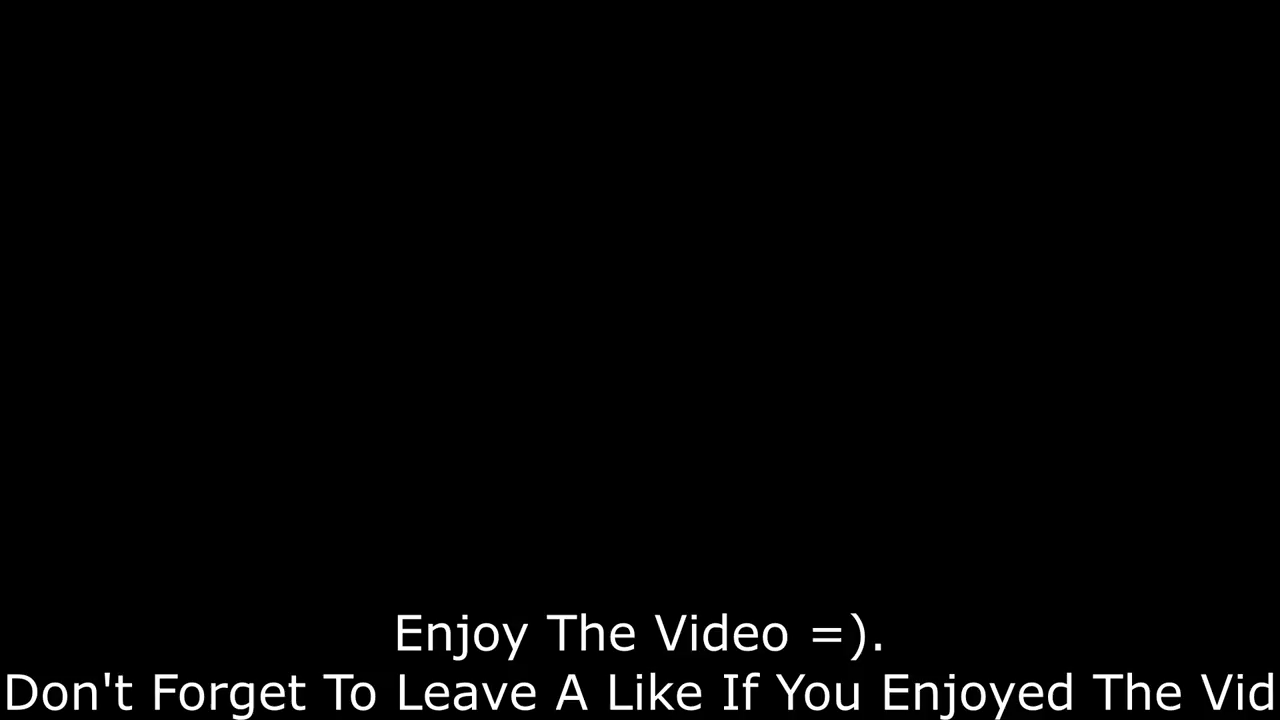 Enjoy The Video =).
Don't Forget To Leave A Like If You Enjoyed The Vid